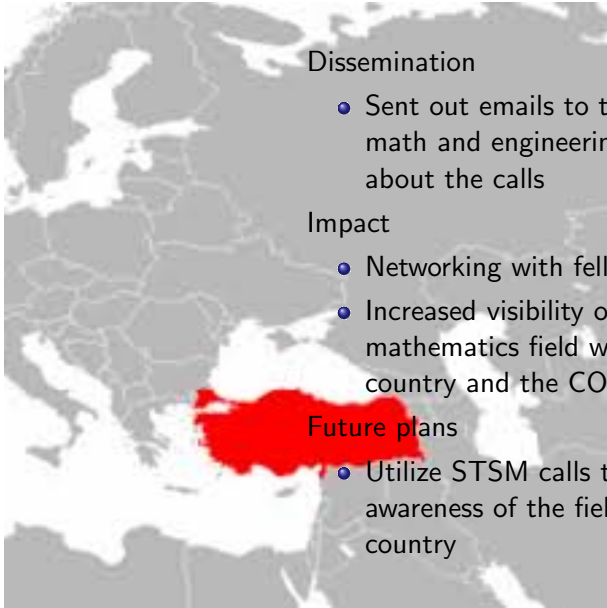 Dissemination
Sent out emails to t
math and engineerin
about the calls
Impact
Networking with fell
Increased visibility o
mathematics field w
country and the CO
Future plans
Utilize STSM calls t
awareness of the fiel
country